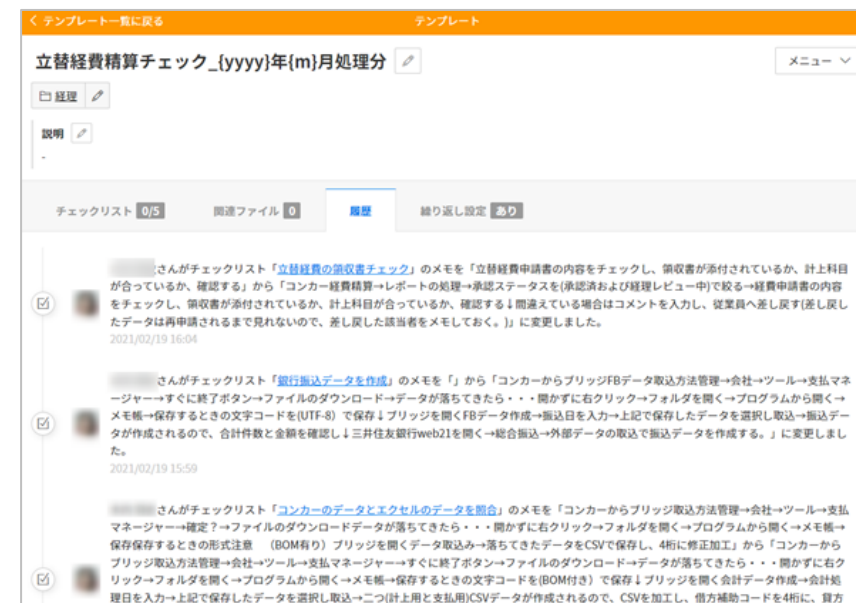 < テンプレート一覧に戻る
テンプレート
立替経費精算チェック_{yyyy}年{m}月処理分
メニュー
経理
説明
-
チェックリスト 0/5
関連ファイル 0
履歴
繰り返し設定 あり
さんがチェックリスト「立替経費の領収書チェック」のメモを「立替経費申請書の内容をチェックし、領収書が添付されているか、計上科目
が合っているか、確認する」から「コンカー経費精算→レポートの処理→承認ステータスを(承認済および経理レビュー中)で絞る→経費申請書の内容
をチェックし、領収書が添付されているか、計上科目が合っているか、確認する↓間違えている場合はコメントを入力し、従業員へ差し戻す(差し戻し
たデータは再申請されるまで見れないので、差し戻した該当者をメモしておく。)」に変更しました。
2021/02/19 16:04
さんがチェックリスト「銀行振込データを作成」のメモを「」から「コンカーからブリッジFBデータ取込方法管理→会社→ツール→支払マネ
ージャー→すぐに終了ボタン→ファイルのダウンロード→データが落ちてきたら・・・開かずに右クリック→フォルダを開く→プログラムから開く→
メモ帳→保存するときの文字コードを(UTF-8）で保存↓ブリッジを開くFBデータ作成→振込日を入力→上記で保存したデータを選択し取込→振込デー
タが作成されるので、合計件数と金額を確認し↓三井住友銀行web21を開く→総合振込→外部データの取込で振込データを作成する。」に変更しまし
た。
2021/02/19 15:59
さんがチェックリスト「コンカーのデータとエクセルのデータを照合」のメモを「コンカーからブリッジ取込方法管理→会社→ツール→支払
マネージャー→確定？→ファイルのダウンロードデータが落ちてきたら・・・開かずに右クリック→フォルダを開く→プログラムから開く→メモ帳→
保存保存するときの形式注意　（BOM有り）ブリッジを開くデータ取込み→落ちてきたデータをCSVで保存し、4桁に修正加工」から「コンカーから
ブリッジ取込方法管理→会社→ツール→支払マネージャー→すぐに終了ボタン→ファイルのダウンロード→データが落ちてきたら・・・開かずに右ク
リック→フォルダを開く→プログラムから開く→メモ帳→保存するときの文字コードを(BOM付き）で保存↓ブリッジを開く会計データ作成→会計処
理日を入力→上記で保存したデータを選択し取込→二つ(計上用と支払用)CSVデータが作成されるので、CSVを加工し、借方補助コードを4桁に、貸方